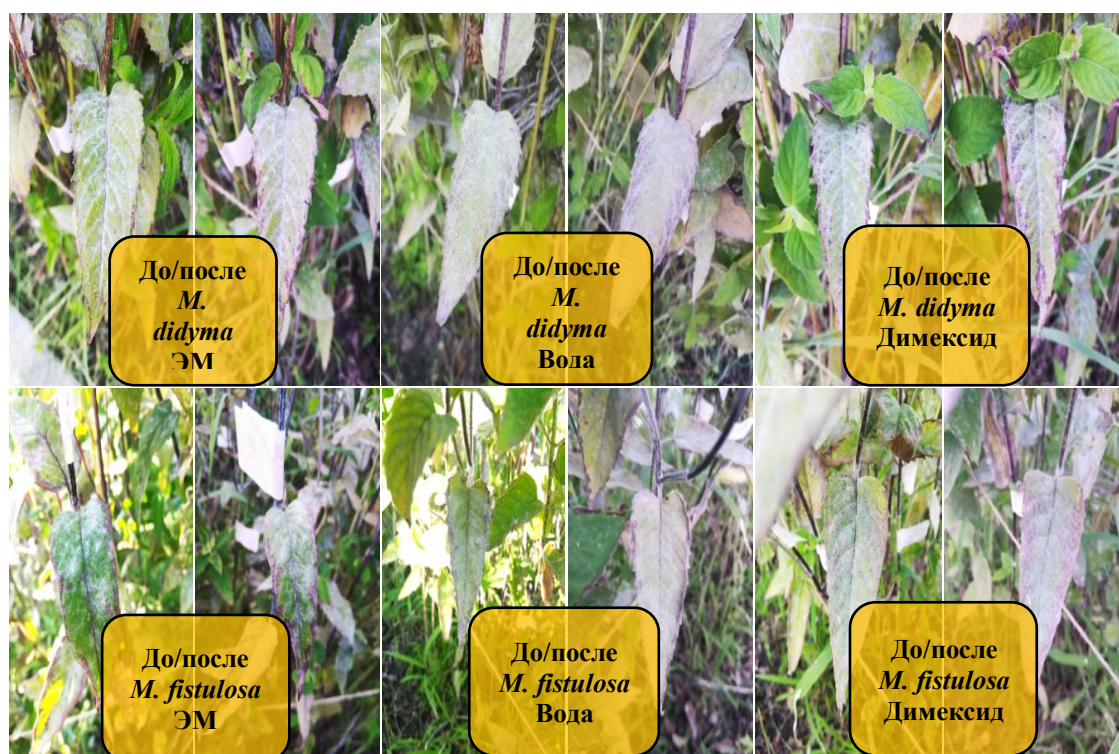 До/после
M.
didyma
ЭМ
До/после
M.
didyma
Вода
До/после
M. didyma
Димексид
До/после
M. fistulosa
ЭМ
До/после
M. fistulosa
Вода
До/после
M. fistulosa
Димексид